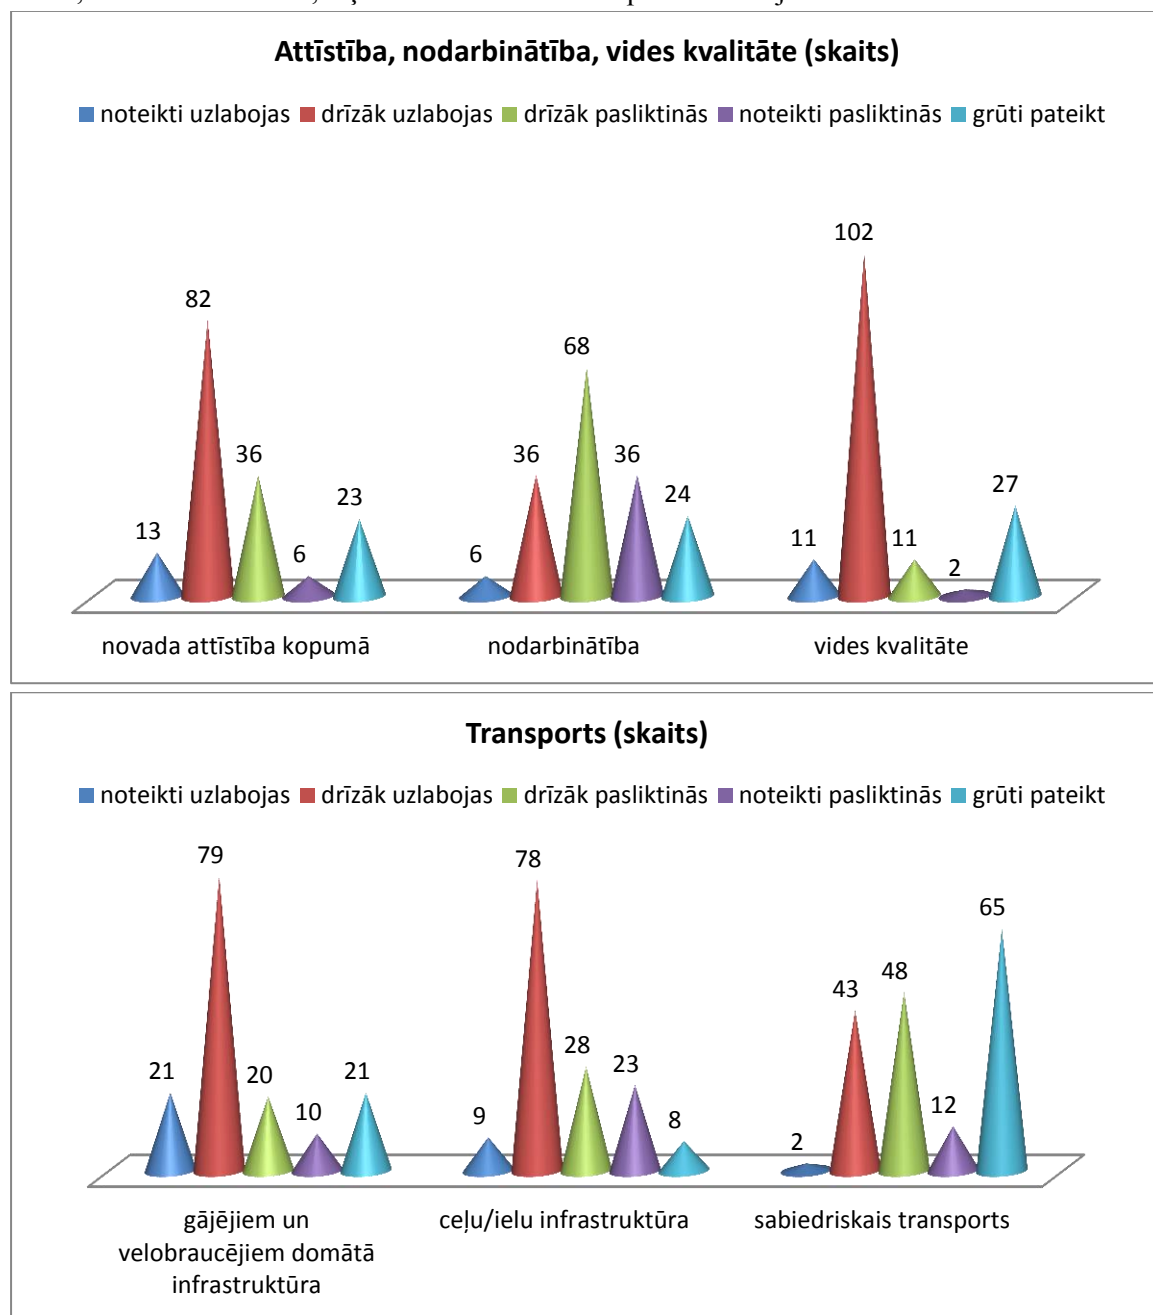 Attīstība, nodarbinātība, vides kvalitāte (skaits)
noteikti uzlabojas drīzāk uzlabojas drīzāk pasliktinās noteikti pasliktinās grūti pateikt
102
82
68
36 36 36
13 6 23 6 24 11 11 2 27
novada attīstība kopumā nodarbinātība vides kvalitāte
Transports (skaits)
noteikti uzlabojas drīzāk uzlabojas drīzāk pasliktinās noteikti pasliktinās grūti pateikt
79 78
65
43 48
21 20 10 21 9 28 23 8 2 12
gājējiem un ceļu/ielu infrastruktūra sabiedriskais transports
velobraucējiem domātā
infrastruktūra